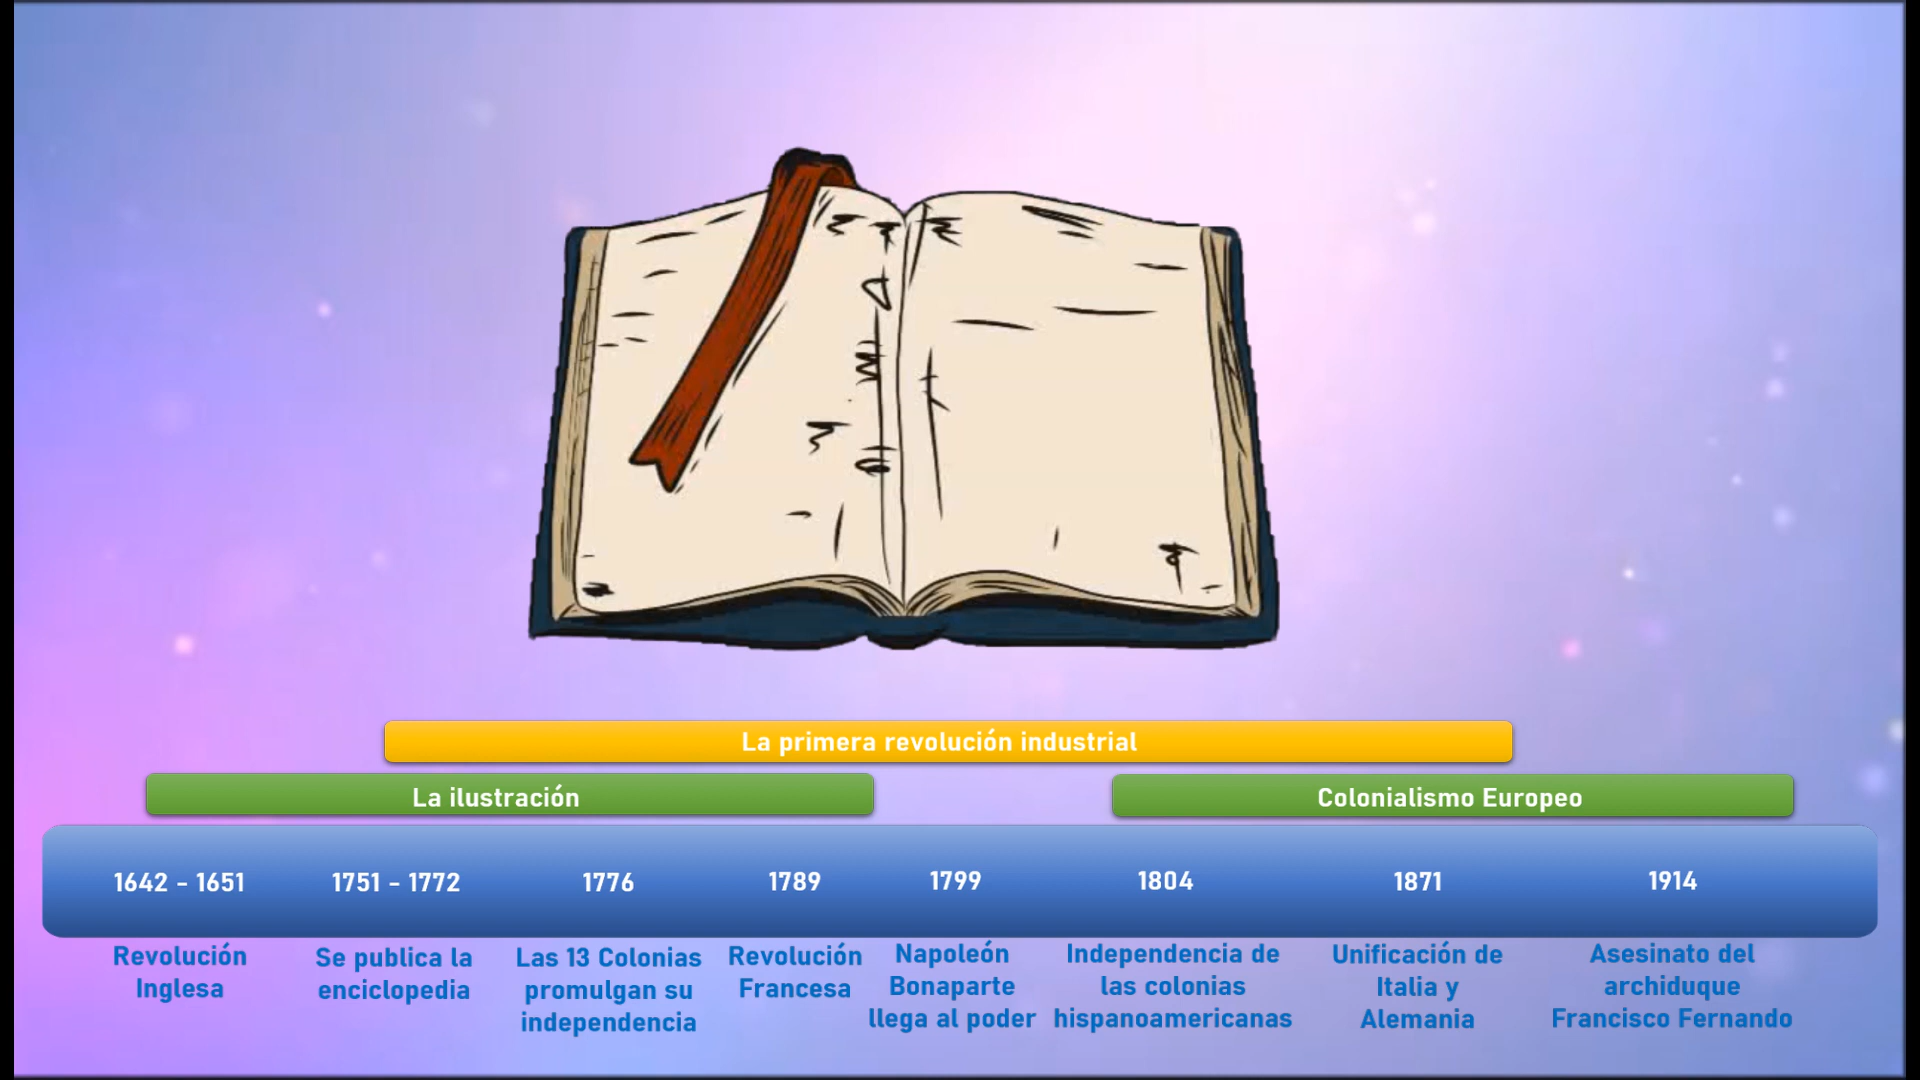 La primera revolución industrial
La ilustración
Colonialismo Europeo
1642 - 1651
1751 - 1772
1776
1789
1799
1804
1871
1914
Revolución
Inglesa
Se publica la
enciclopedia
Las 13 Colonias
promulgan su
independencia
Revolución
Francesa
Napoleón
Bonaparte
llega al poder
Independencia de
las colonias
hispanoamericanas
Unificación de
Italia y
Alemania
Asesinato del
archiduque
Francisco Fernando